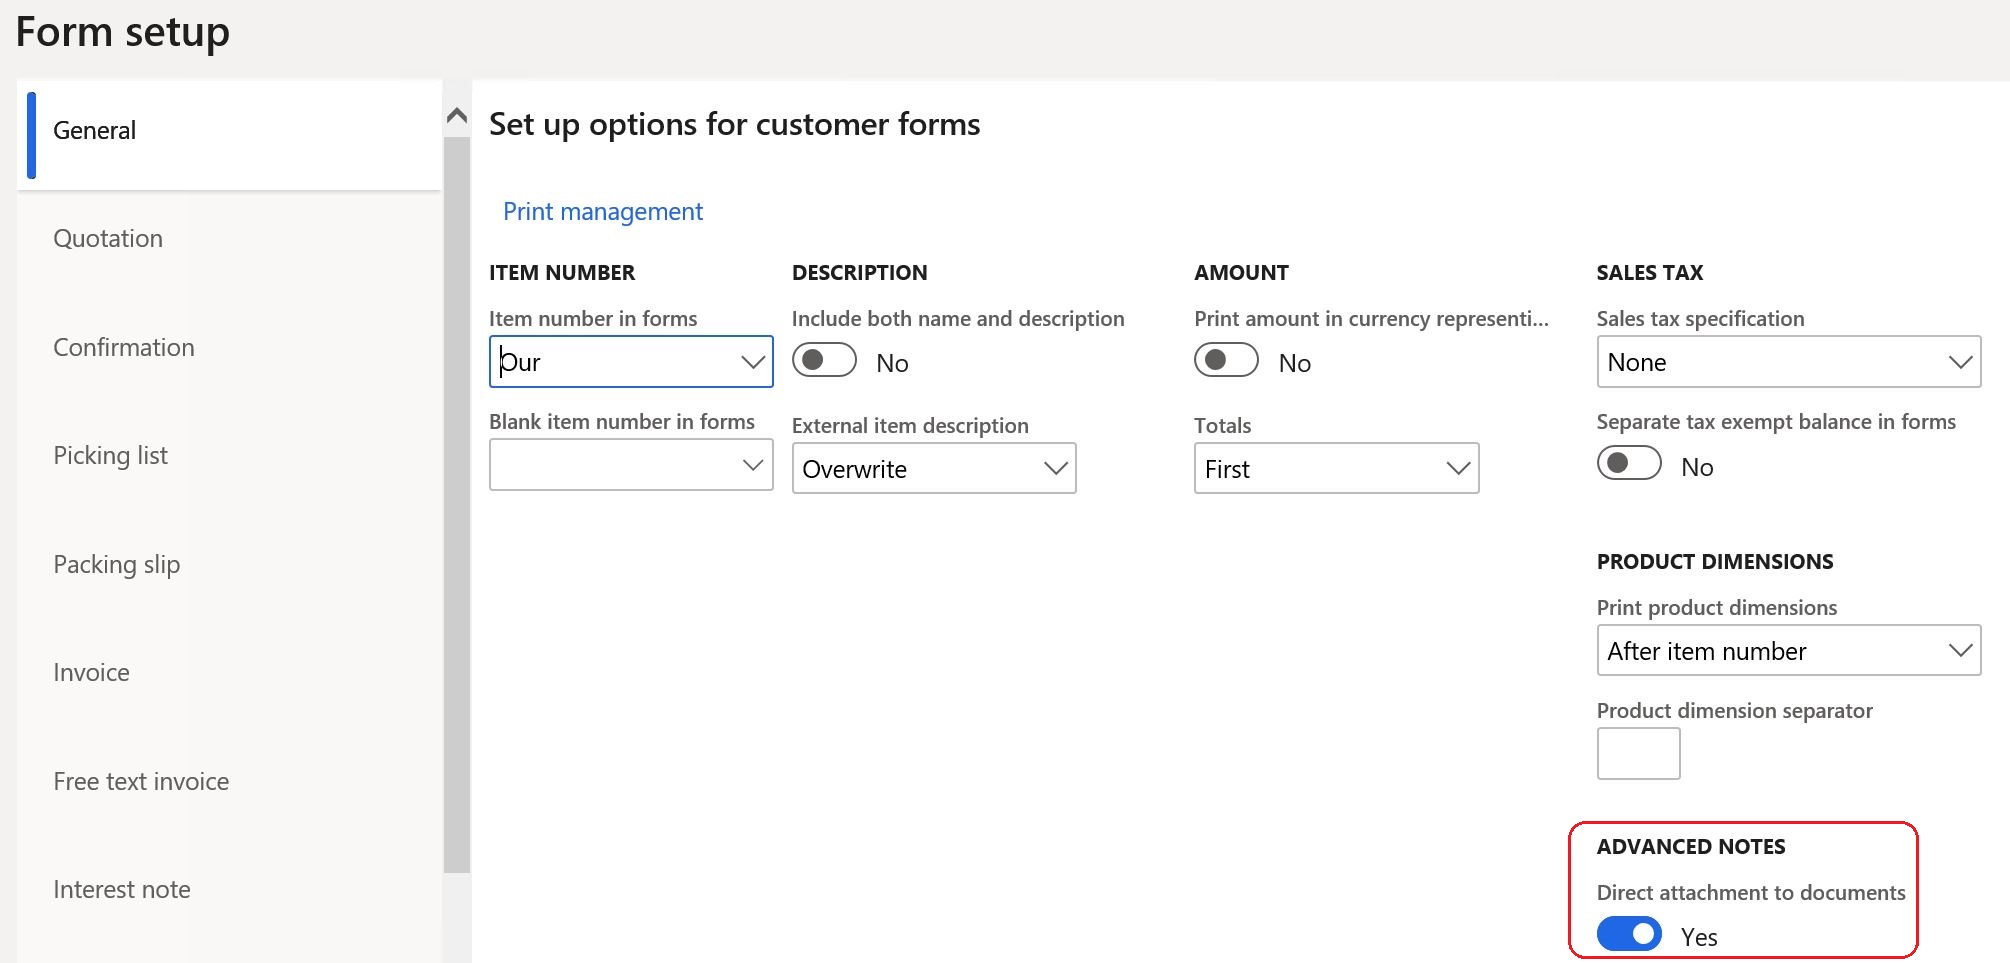 Form setup
General
Quotation
Confirmation
Picking list
Packing slip
Invoice
Free text invoice
Interest note
Set up options for customer forms
Print management
ITEM NUMBER
Item number in forms
Our
Blank item number in forms
DESCRIPTION
Include both name and description
No
External item description
Overwrite
AMOUNT
Print amount in currency representi...
No
Totals
First
SALES TAX
Sales tax specification
None
Separate tax exempt balance in forms
No
PRODUCT DIMENSIONS
Print product dimensions
After item number
Product dimension separator
ADVANCED NOTES
Direct attachment to documents
Yes